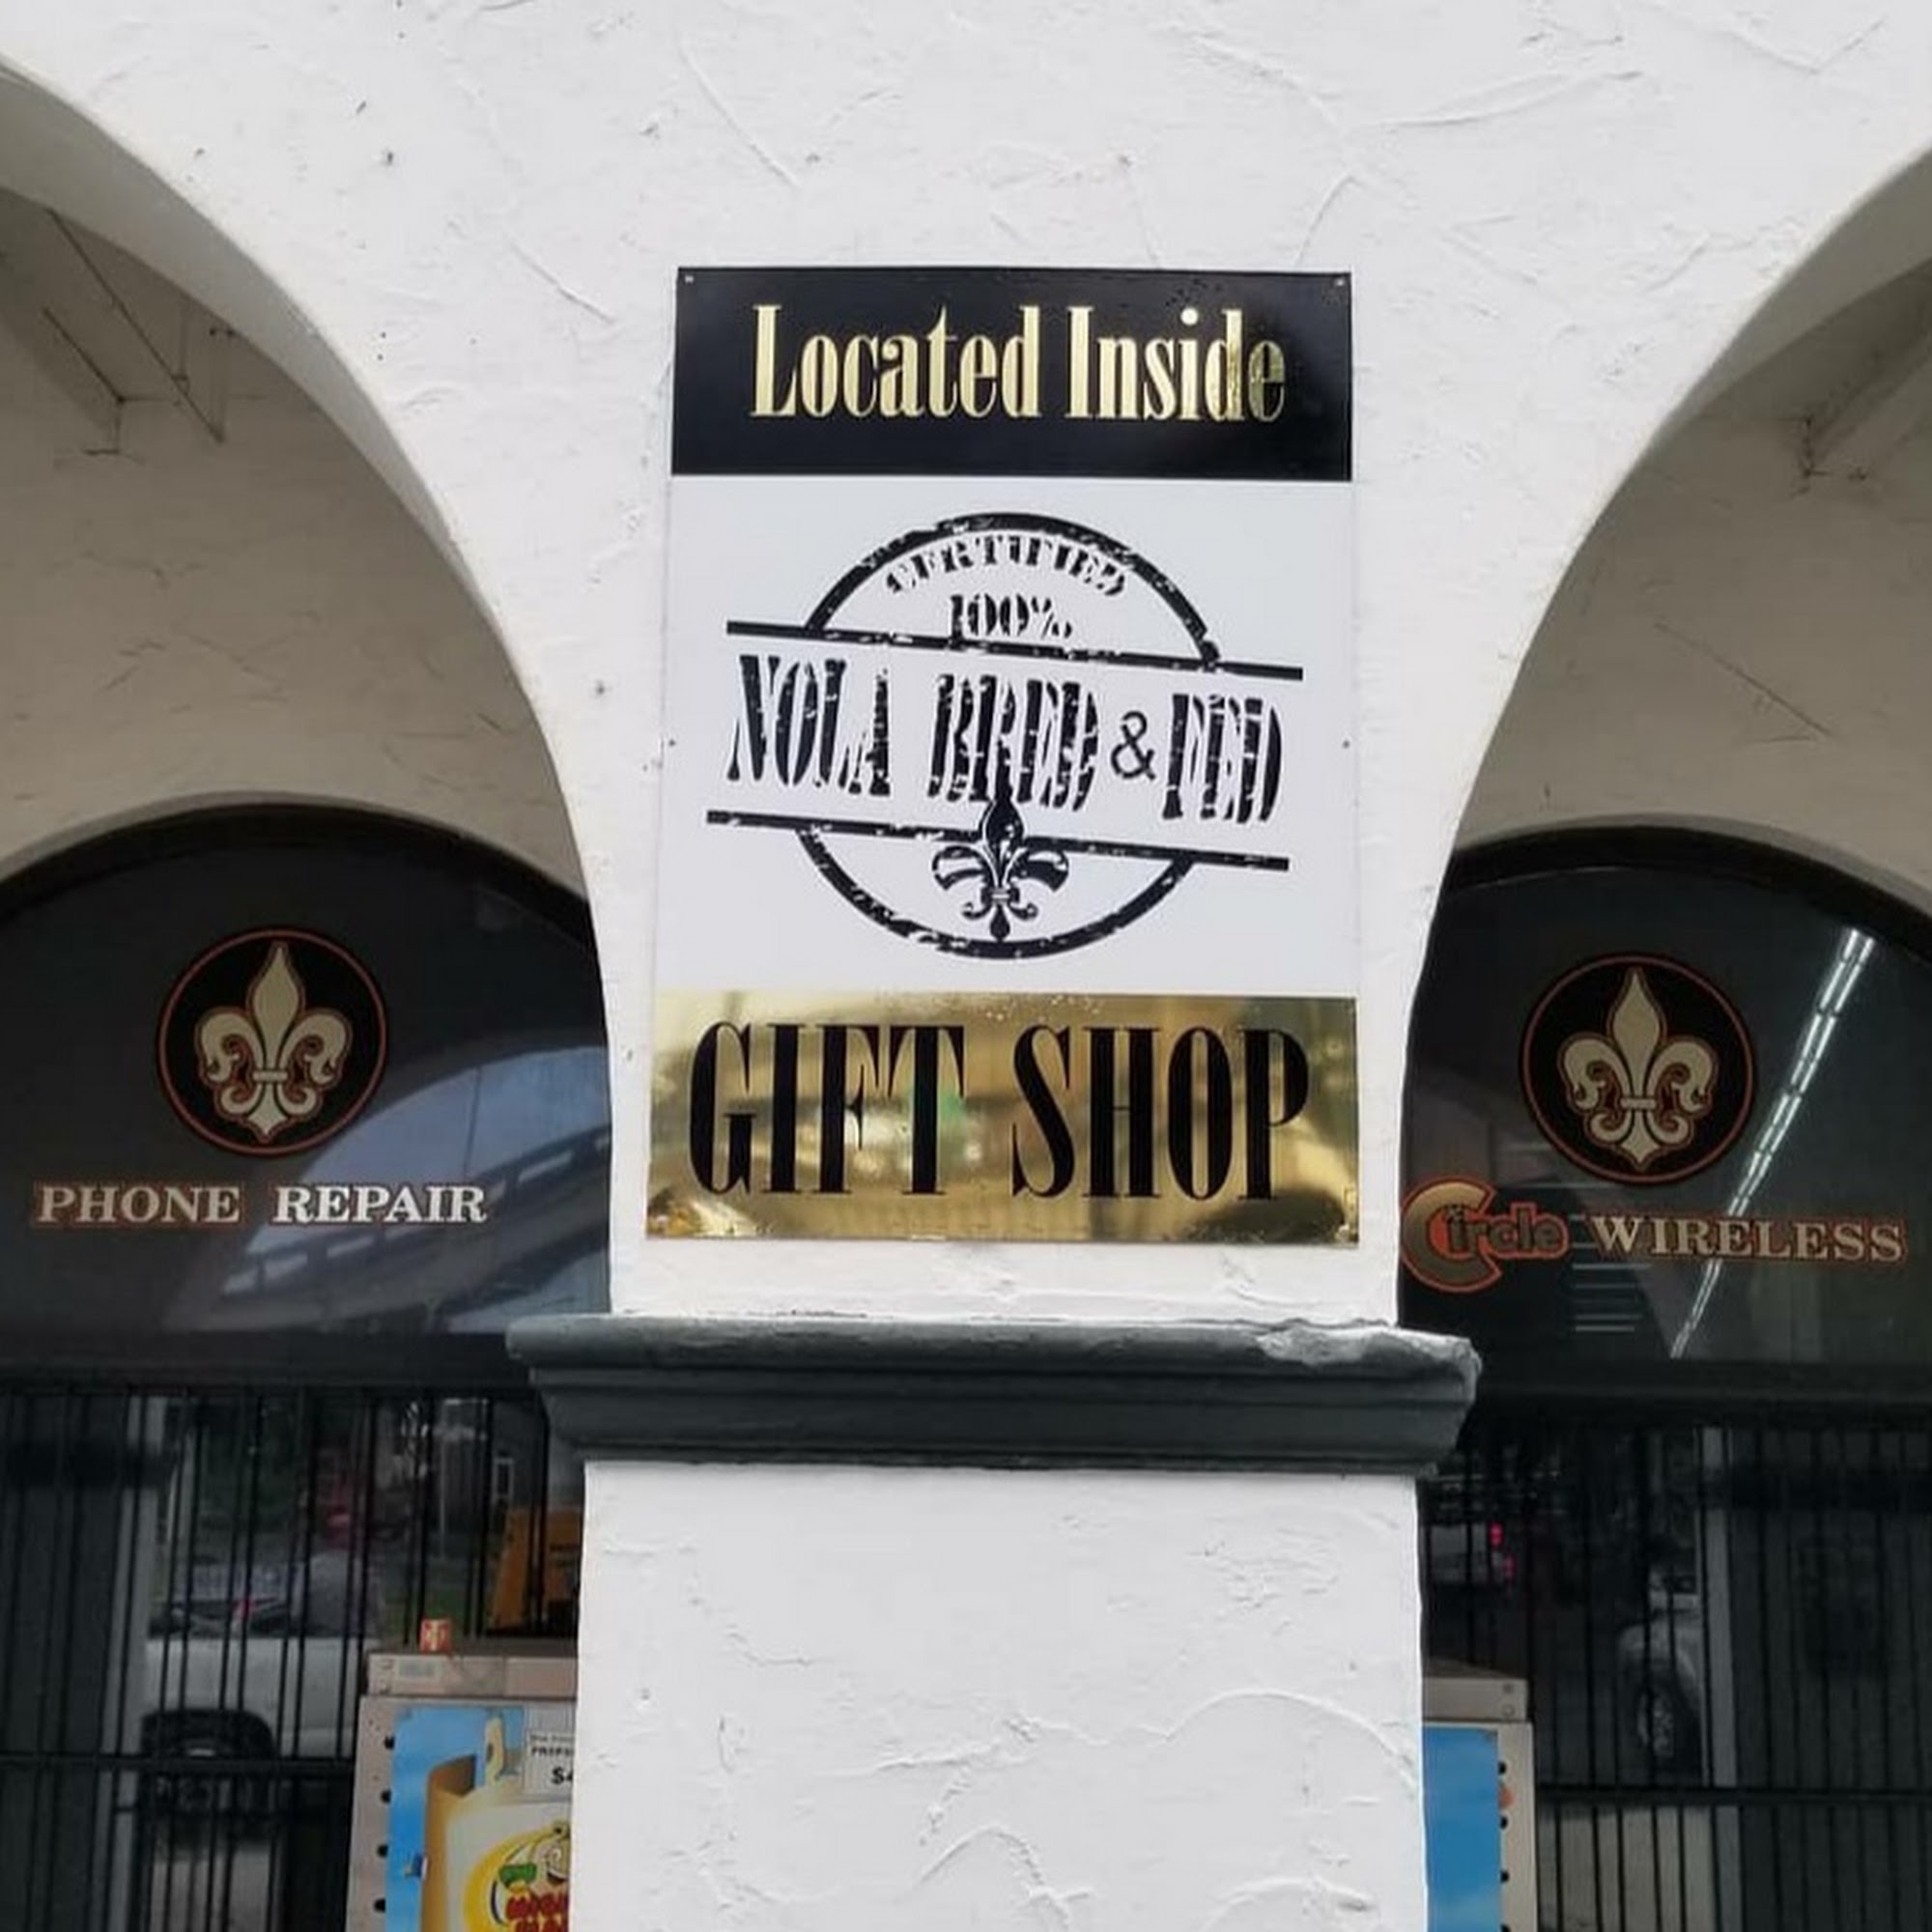 Located Inside
CERTIFIED
100%
NOLA BRED & FED
GIFT SHOP
PHONE REPAIR
Circle WIRELESS